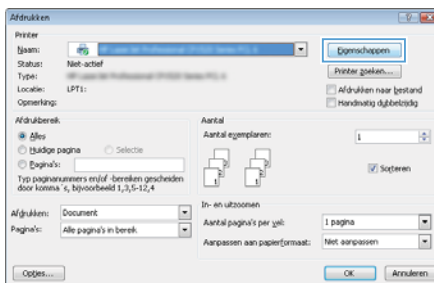 Afdrukken
Printer
Naam:
Eigenschappen
Status: Niet-actief
Printer zoeken...
Type:
Locatie: LPT1:
Afdrukken naar bestand
Opmerking:
Handmatig dubbelzijdig
Afdrukbereik
Alles
Huidige pagina Selectie
Pagina's:
Typ paginanummers en/of -bereiken gescheiden
door komma´s, bijvoorbeeld 1,3,5-12,4
Aantal
Aantal exemplaren: 1
Sorteren
Afdrukken: Document
Pagina's: Alle pagina's in bereik
In- en uitzoomen
Aantal pagina's per vel: 1 pagina
Aanpassen aan papierformaat: Niet aanpassen
Opties...
OK
Annuleren